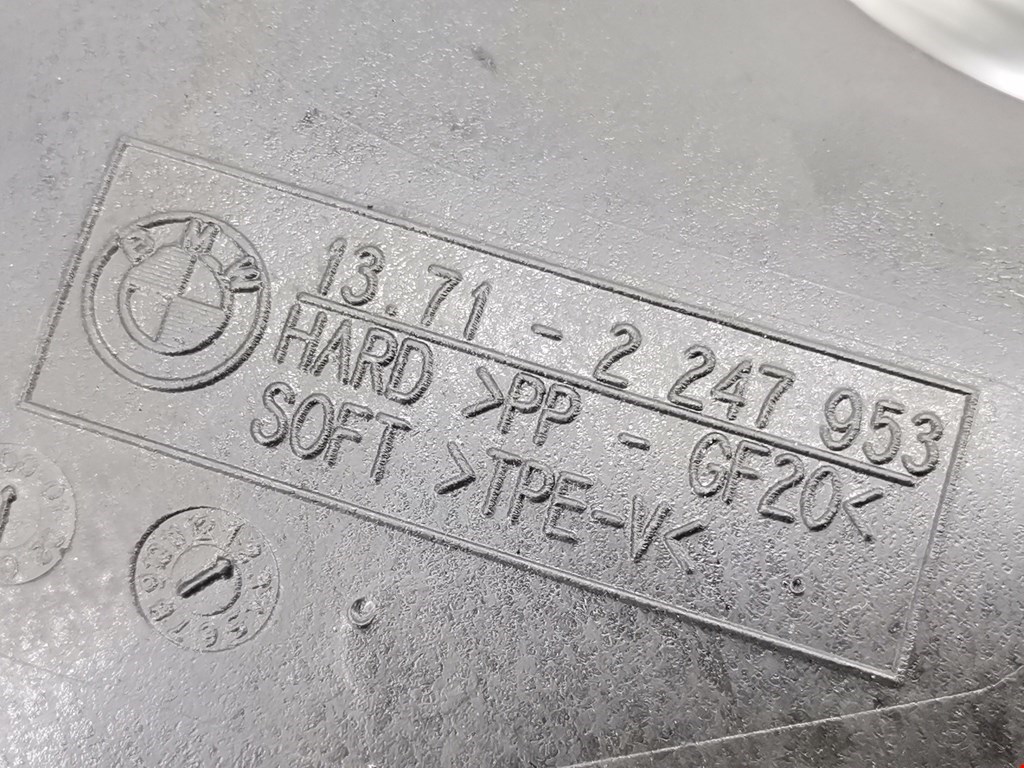 BMW
13.71 - 2 247 953
HARD >PP - GF20<
SOFT >TPE-V<